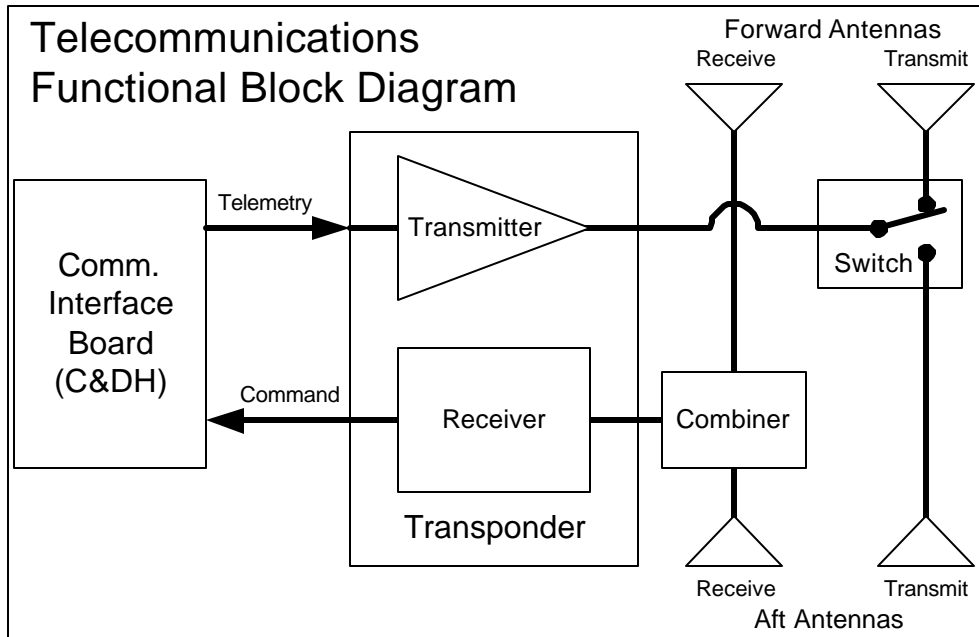 Telecommunications
Functional Block Diagram
Forward Antennas
Receive
Transmit
Telemetry
Transmitter
Switch
Comm.
Interface
Board
(C&DH)
Command
Receiver
Combiner
Transponder
Receive
Transmit
Aft Antennas